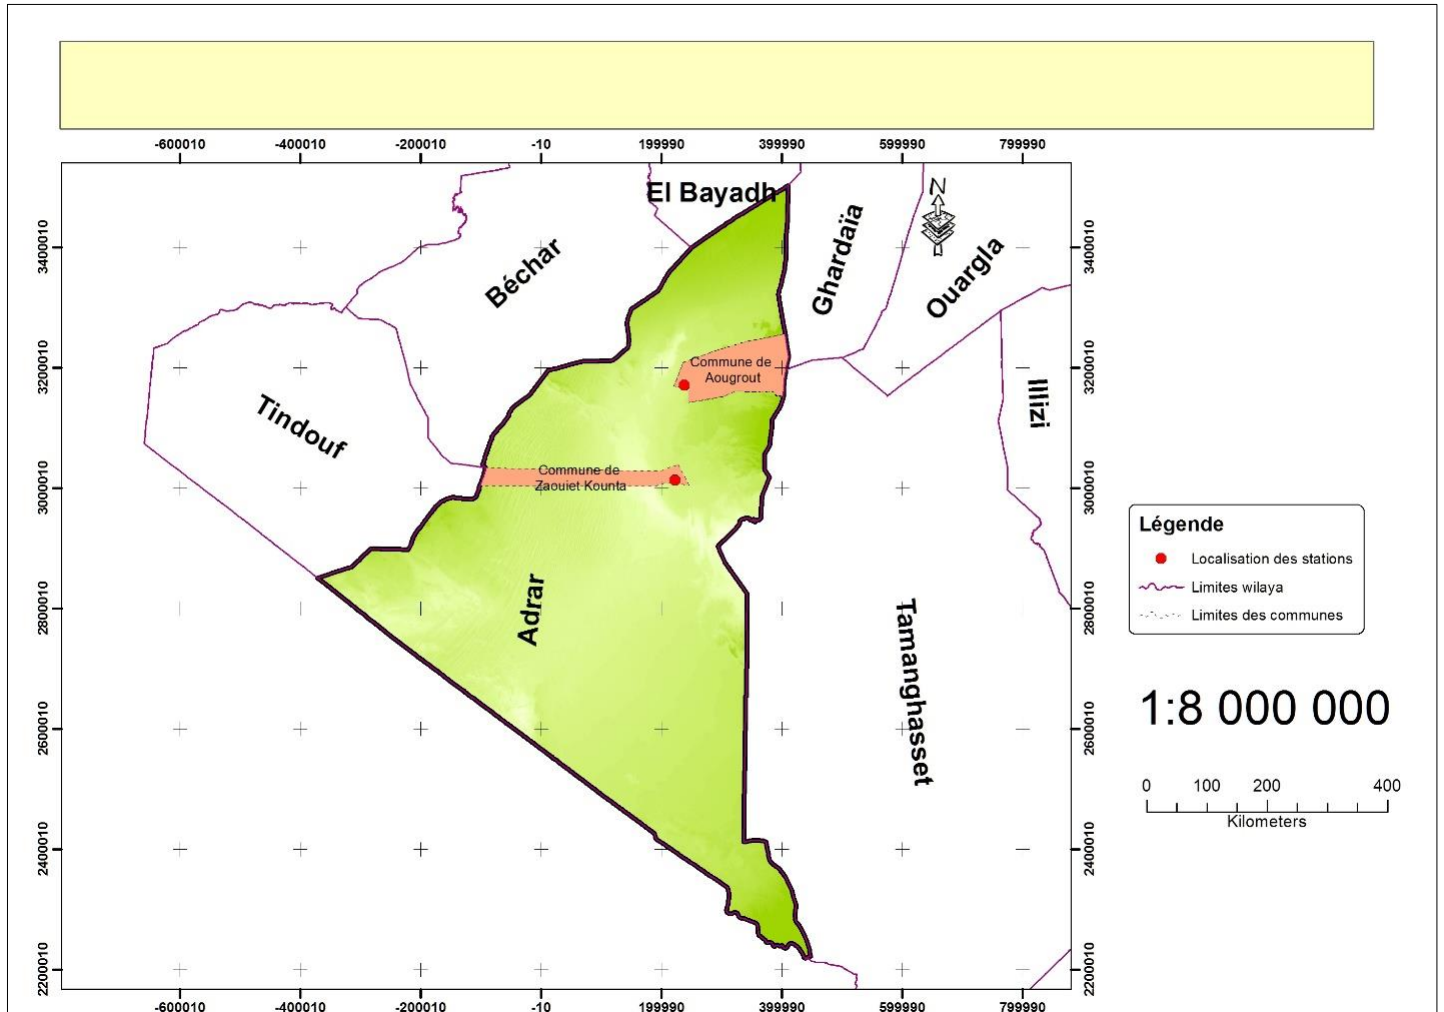 -600010 -400010 -200010 -10 199990 399990 599990 799990
El Bayadh
N
Béchar
Ghardaïa
Ouargla
3400010 3400010
Commune de
Aougrout
3200010 3200010
Illizi
Tindouf
Commune de
Zaouiet Kounta
3000010 3000010
Légende
Localisation des stations
Limites wilaya
Limites des communes
Adrar
2800010 2800010
Tamanghasset
1:8 000 000
2600010 2600010
0 100 200 400
Kilometers
2400010 2400010
2200010 2200010
-600010 -400010 -200010 -10 199990 399990 599990 799990